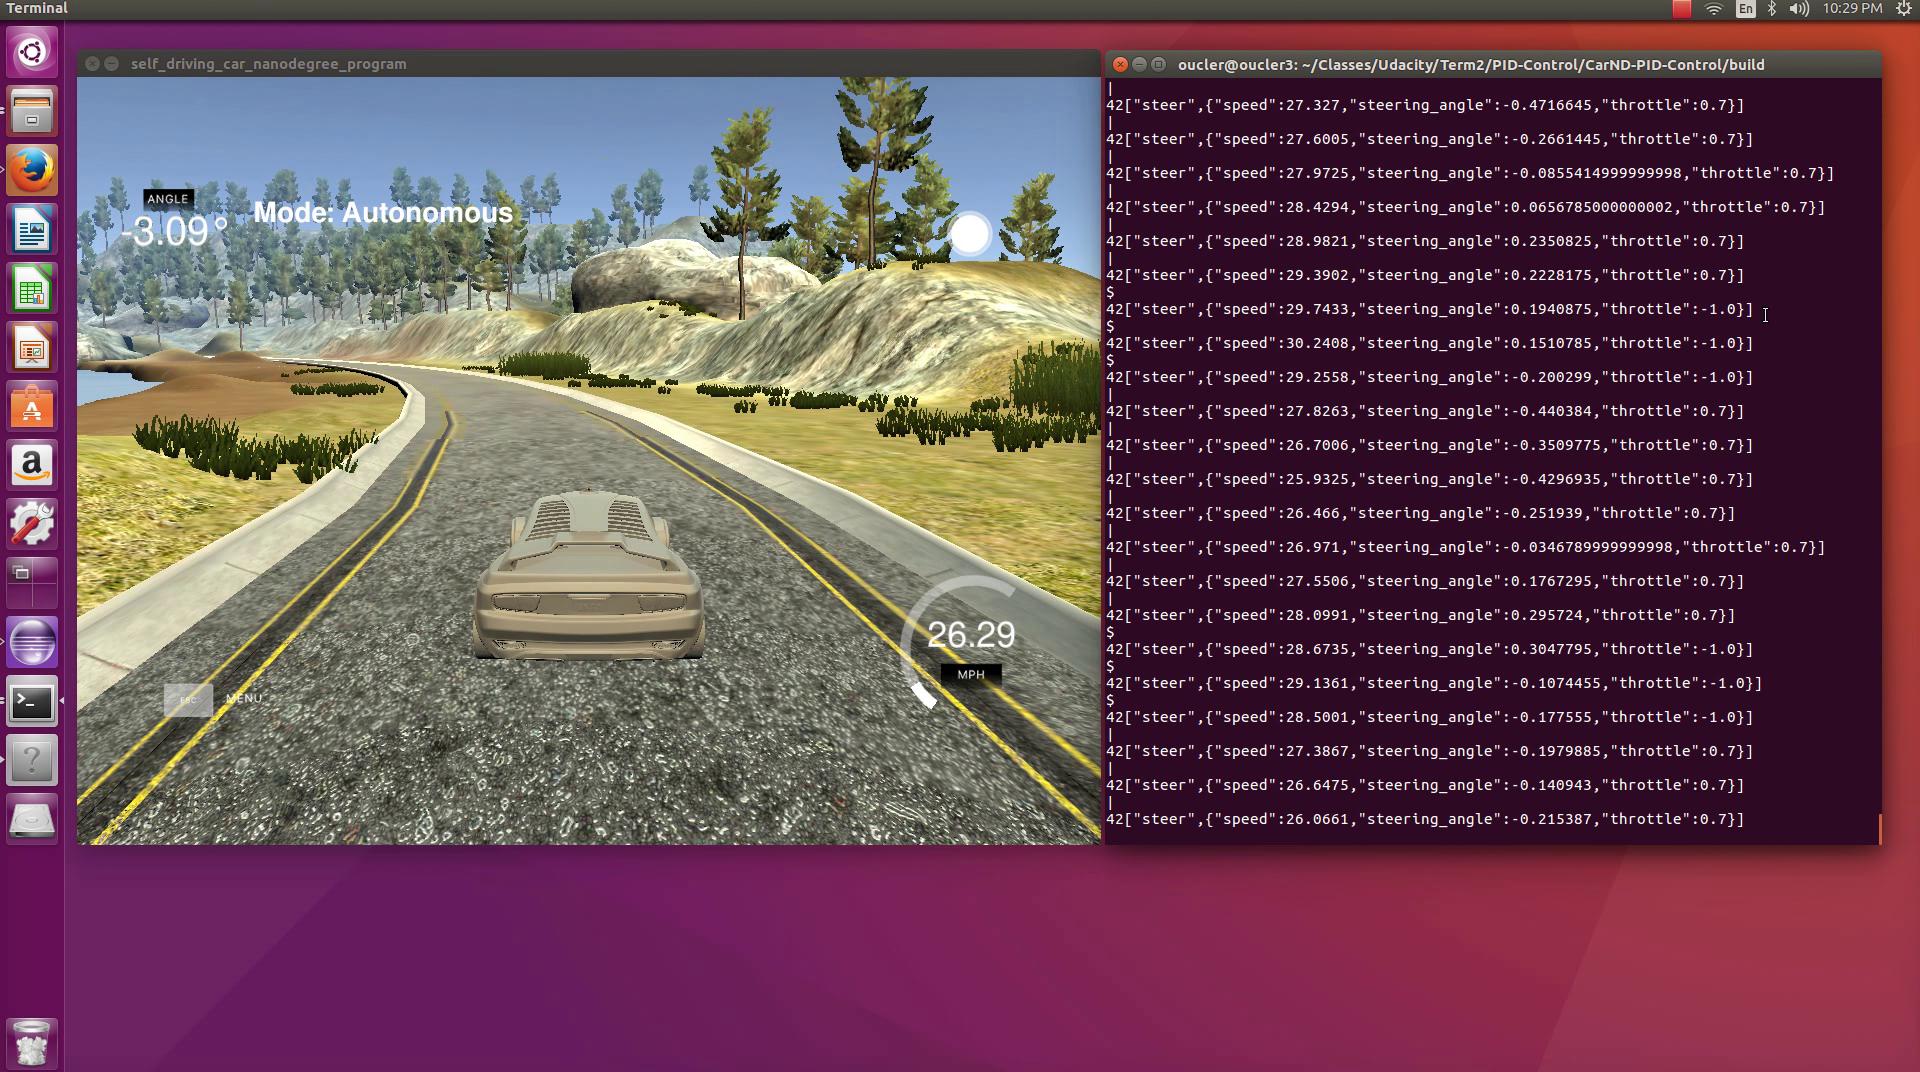 Terminal
En
10:29 PM
self_driving_car_nanodegree_program
ANGLE
-3.09°
Mode: Autonomous
26.29
MPH
ESC
MENU
oucler@oucler3: ~/Classes/Udacity/Term2/PID-Control/CarND-PID-Control/build
|
42["steer",{"speed":27.327,"steering_angle":-0.4716645,"throttle":0.7}]
|
42["steer",{"speed":27.6005,"steering_angle":-0.2661445,"throttle":0.7}]
|
42["steer",{"speed":27.9725,"steering_angle":-0.0855414999999998,"throttle":0.7}]
|
42["steer",{"speed":28.4294,"steering_angle":0.0656785000000002,"throttle":0.7}]
|
42["steer",{"speed":28.9821,"steering_angle":0.2350825,"throttle":0.7}]
|
42["steer",{"speed":29.3902,"steering_angle":0.2228175,"throttle":0.7}]
$
42["steer",{"speed":29.7433,"steering_angle":0.1940875,"throttle":-1.0}]
$
42["steer",{"speed":30.2408,"steering_angle":0.1510785,"throttle":-1.0}]
$
42["steer",{"speed":29.2558,"steering_angle":-0.200299,"throttle":-1.0}]
|
42["steer",{"speed":27.8263,"steering_angle":-0.440384,"throttle":0.7}]
|
42["steer",{"speed":26.7006,"steering_angle":-0.3509775,"throttle":0.7}]
|
42["steer",{"speed":25.9325,"steering_angle":-0.4296935,"throttle":0.7}]
|
42["steer",{"speed":26.466,"steering_angle":-0.251939,"throttle":0.7}]
|
42["steer",{"speed":26.971,"steering_angle":-0.0346789999999998,"throttle":0.7}]
|
42["steer",{"speed":27.5506,"steering_angle":0.1767295,"throttle":0.7}]
|
42["steer",{"speed":28.0991,"steering_angle":0.295724,"throttle":0.7}]
$
42["steer",{"speed":28.6735,"steering_angle":0.3047795,"throttle":-1.0}]
$
42["steer",{"speed":29.1361,"steering_angle":-0.1074455,"throttle":-1.0}]
$
42["steer",{"speed":28.5001,"steering_angle":-0.177555,"throttle":-1.0}]
|
42["steer",{"speed":27.3867,"steering_angle":-0.1979885,"throttle":0.7}]
|
42["steer",{"speed":26.6475,"steering_angle":-0.140943,"throttle":0.7}]
|
42["steer",{"speed":26.0661,"steering_angle":-0.215387,"throttle":0.7}]